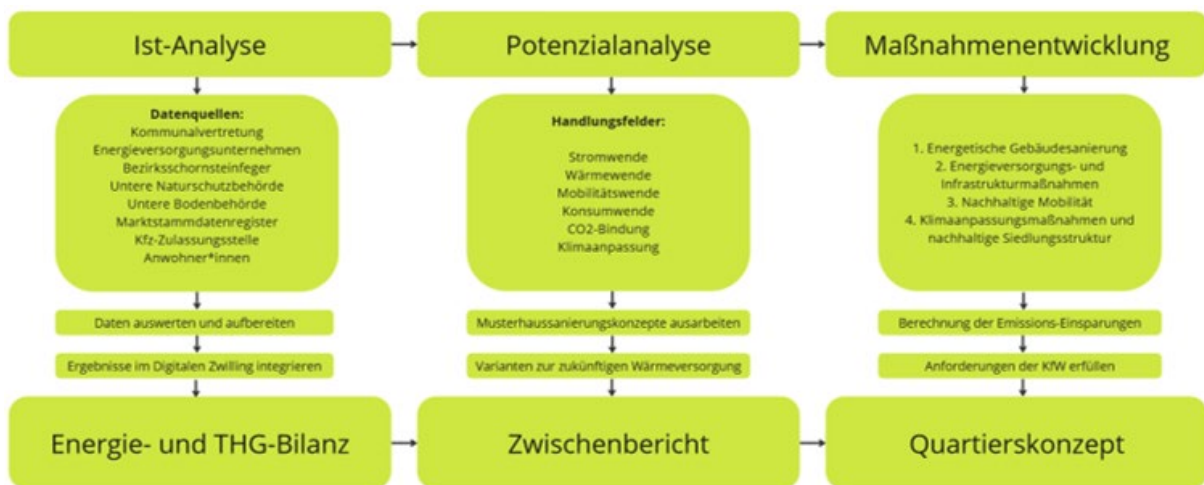 Ist-Analyse
Potenzialanalyse
Maßnahmenentwicklung
Datenquellen:
Kommunalvertretung
Energieversorgungsunternehmen
Bezirksschornsteinfeger
Untere Naturschutzbehörde
Untere Bodenbehörde
Marktstammdatenregister
Kfz-Zulassungsstelle
Anwohner*innen
Handlungsfelder:
Stromwende
Wärmewende
Mobilitätswende
Konsumwende
CO2-Bindung
Klimaanpassung
1. Energetische Gebäudesanierung
2. Energieversorgungs- und
Infrastrukturmaßnahmen
3. Nachhaltige Mobilität
4. Klimaanpassungsmaßnahmen und
nachhaltige Siedlungsstruktur
Daten auswerten und aufbereiten
Musterhaussanierungskonzepte ausarbeiten
Berechnung der Emissions-Einsparungen
Ergebnisse im Digitalen Zwilling integrieren
Varianten zur zukünftigen Wärmeversorgung
Anforderungen der KfW erfüllen
Energie- und THG-Bilanz
Zwischenbericht
Quartierskonzept